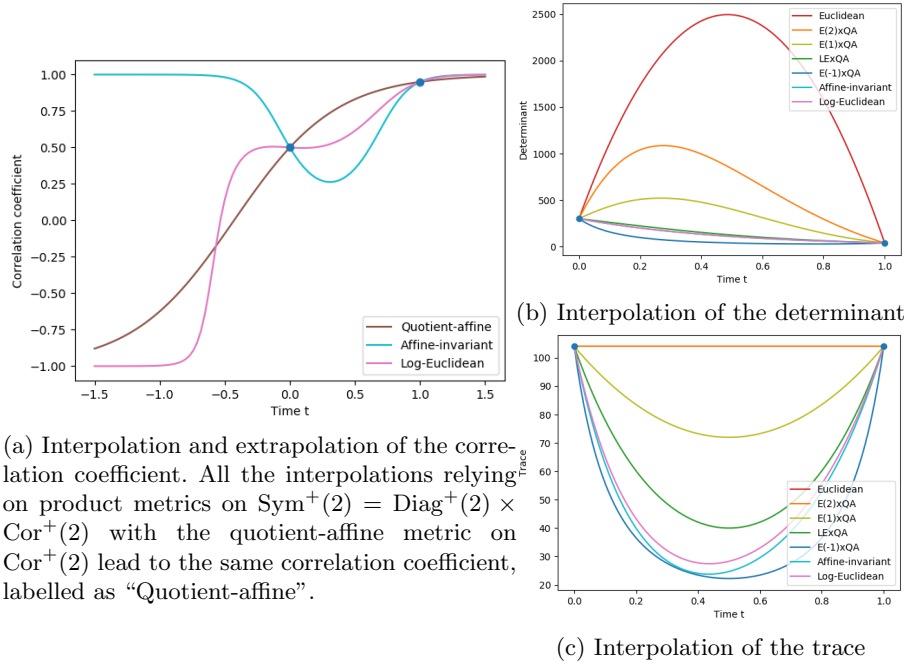 1.00
0.75
0.50
0.25
0.00
−0.25
−0.50
−0.75
−1.00
Correlation coefficient
−1.5 −1.0 −0.5 0.0 0.5 1.0 1.5
Time t
Quotient-affine
Affine-invariant
Log-Euclidean
(a) Interpolation and extrapolation of the corre-
lation coefficient. All the interpolations relying
on product metrics on Sym⁺(2) = Diag⁺(2) ×
Cor⁺(2) with the quotient-affine metric on
Cor⁺(2) lead to the same correlation coefficient,
labelled as “Quotient-affine”.
2500
2000
1500
1000
500
0
Determinant
0.0 0.2 0.4 0.6 0.8 1.0
Time t
Euclidean
E(2)xQA
E(1)xQA
LExQA
E(-1)xQA
Affine-invariant
Log-Euclidean
(b) Interpolation of the determinant
100
90
80
70
60
50
40
30
20
Trace
0.0 0.2 0.4 0.6 0.8 1.0
Time t
Euclidean
E(2)xQA
E(1)xQA
LExQA
E(-1)xQA
Affine-invariant
Log-Euclidean
(c) Interpolation of the trace